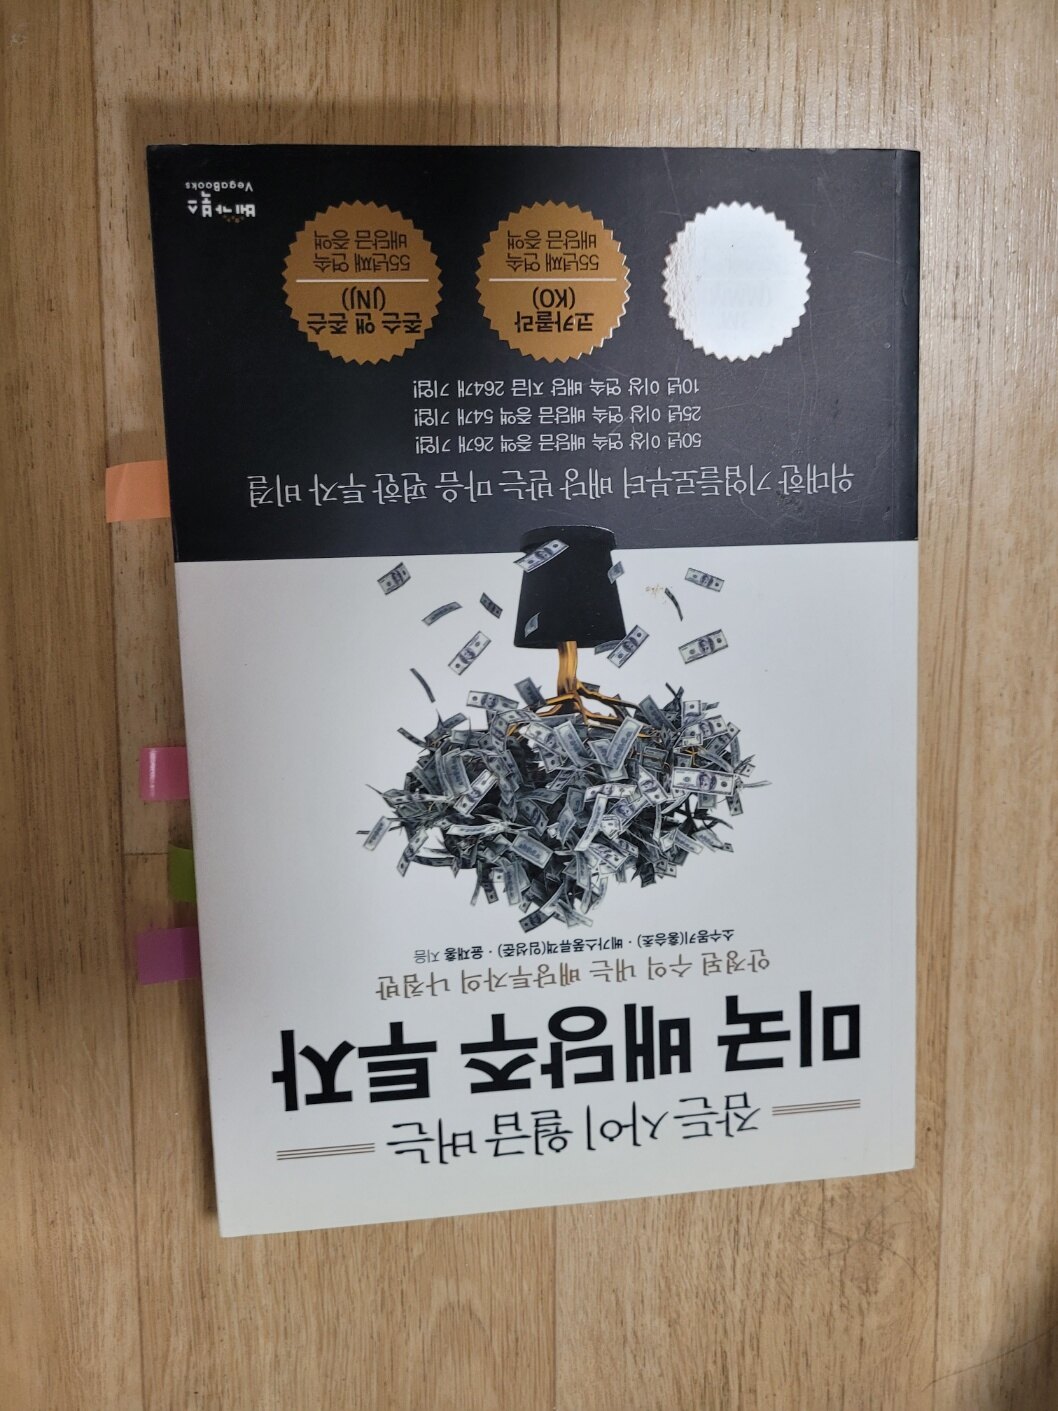 잠든 사이 월급 버는
미국 배당주 투자
안정된 수익 내는 배당투자의 나침반
소수몽키(홍승초) · 베가스풍류객(임성준) · 윤재홍 지음
위대한 기업들로부터 배당 받는 마음 편한 투자 비결
50년 이상 연속 배당금 증액 26개 기업!
25년 이상 연속 배당금 증액 54개 기업!
10년 이상 연속 배당 지급 264개 기업!
코카콜라
(KO)
55년째 연속
배당금 증액
존슨 앤 존슨
(JNJ)
55년째 연속
배당금 증액
베가북스
VegaBooks